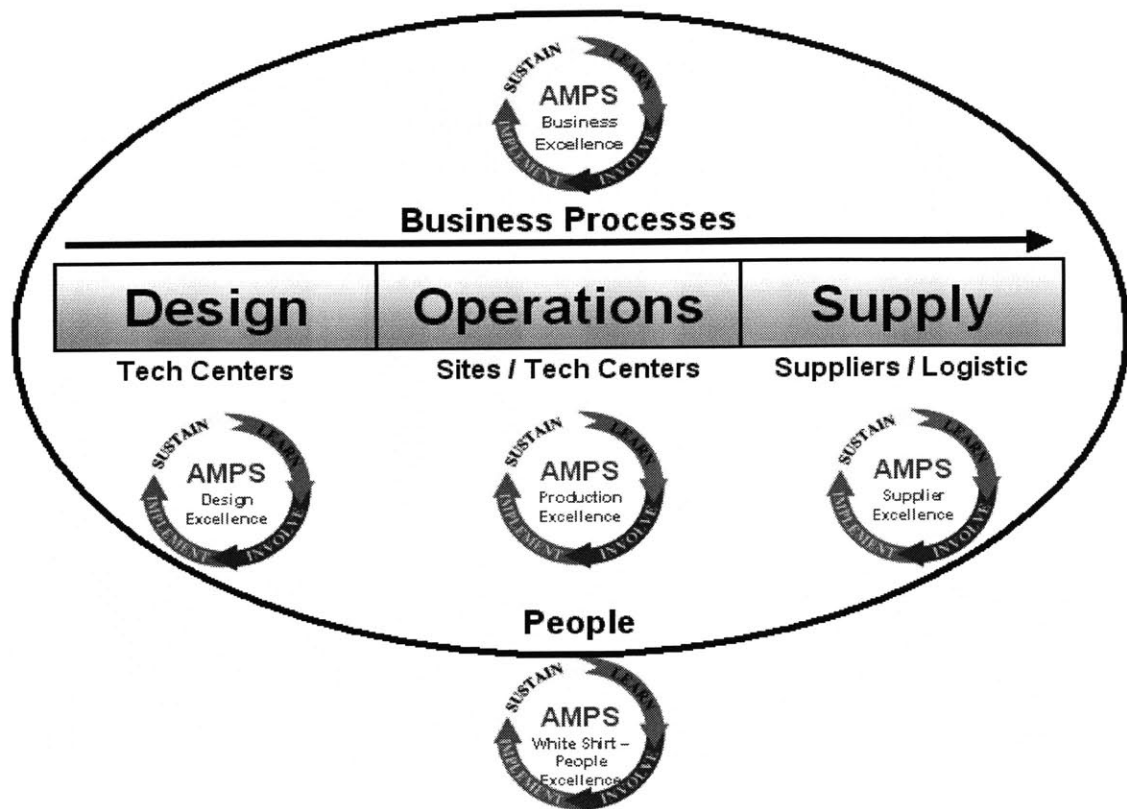 SUSTAIN LEARN
AMPS
Business
Excellence
IMPLEMENT INVOLVE
Business Processes
Design Operations Supply
Tech Centers Sites / Tech Centers Suppliers / Logistic
SUSTAIN LEARN
AMPS
Design
Excellence
IMPLEMENT INVOLVE
SUSTAIN LEARN
AMPS
Production
Excellence
IMPLEMENT INVOLVE
SUSTAIN LEARN
AMPS
Supplier
Excellence
IMPLEMENT INVOLVE
People
SUSTAIN LEARN
AMPS
White Shirt –
People
Excellence
IMPLEMENT INVOLVE